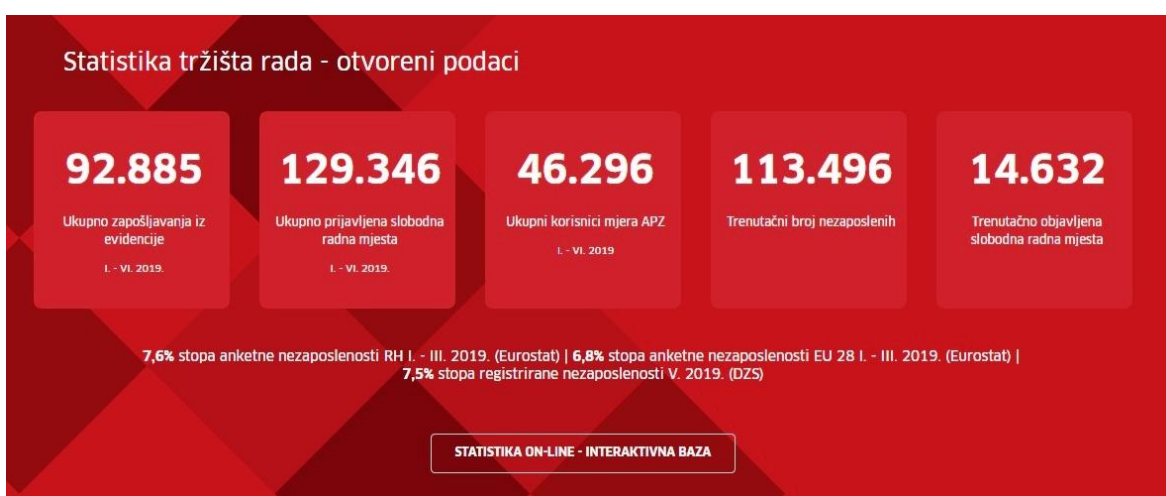 Statistika tržišta rada - otvoreni podaci
92.885
Ukupno zapošljavanja iz
evidencije
I. - VI. 2019.
129.346
Ukupno prijavljena slobodna
radna mjesta
I. - VI. 2019.
46.296
Ukupni korisnici mjera APZ
I. - VI. 2019
113.496
Trenutačni broj nezaposlenih
14.632
Trenutačno objavljena
slobodna radna mjesta
7,6% stopa anketne nezaposlenosti RH I. - III. 2019. (Eurostat) | 6,8% stopa anketne nezaposlenosti EU 28 I. - III. 2019. (Eurostat) |
7,5% stopa registrirane nezaposlenosti V. 2019. (DZS)
STATISTIKA ON-LINE - INTERAKTIVNA BAZA